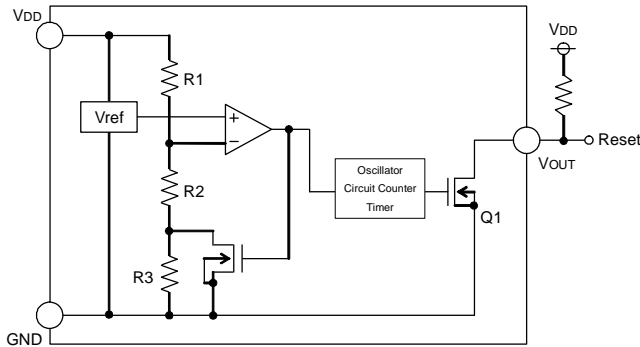 VDD
R1
Vref
+
−
R2
R3
Oscillator
Circuit Counter
Timer
Q1
VDD
Reset
VOUT
GND